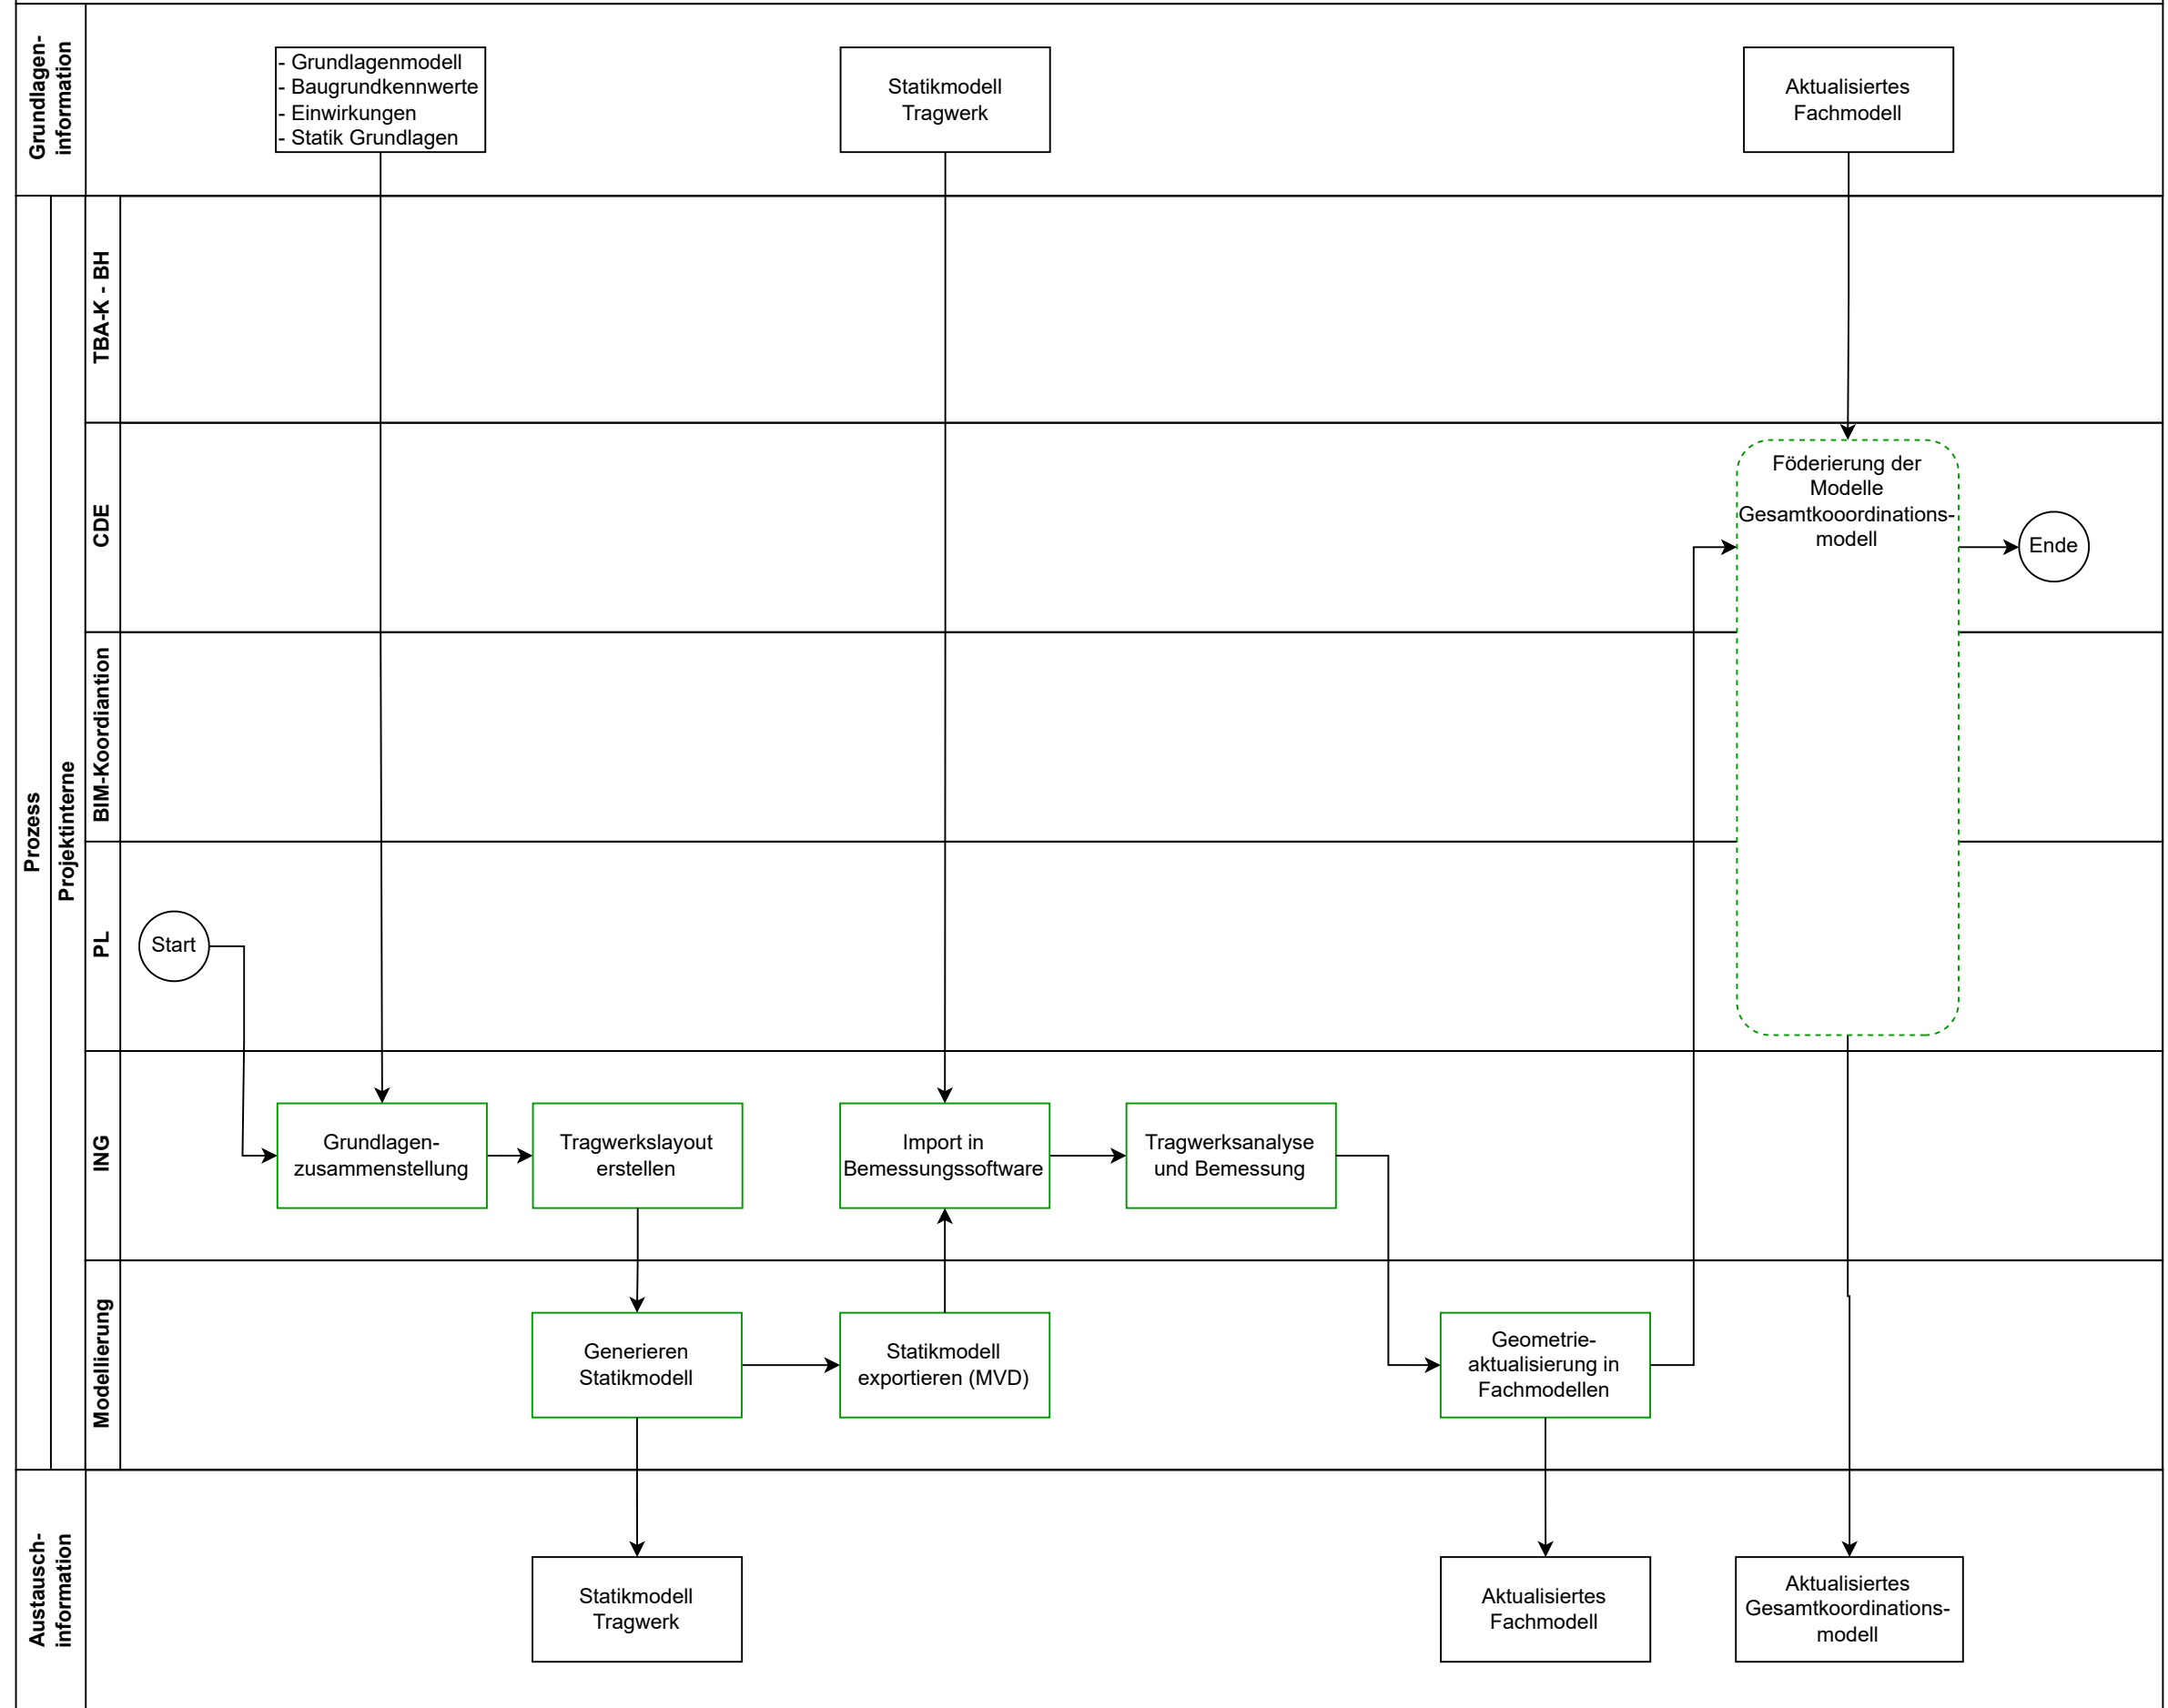 Grundlagen-
information
- Grundlagenmodell
- Baugrundkennwerte
- Einwirkungen
- Statik Grundlagen
Statikmodell
Tragwerk
Aktualisiertes
Fachmodell
Prozess
Projektinterne
TBA-K - BH
CDE
Föderierung der
Modelle
Gesamtkooordinations-
modell
Ende
BIM-Koordiantion
PL
Start
ING
Grundlagen-
zusammenstellung
Tragwerkslayout
erstellen
Import in
Bemessungssoftware
Tragwerksanalyse
und Bemessung
Modellierung
Generieren
Statikmodell
Statikmodell
exportieren (MVD)
Geometrie-
aktualisierung in
Fachmodellen
Austausch-
information
Statikmodell
Tragwerk
Aktualisiertes
Fachmodell
Aktualisiertes
Gesamtkoordinations-
modell